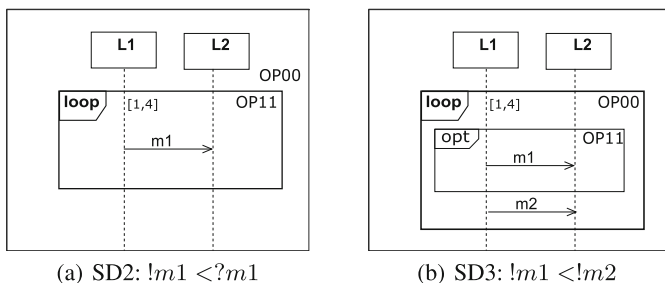 L1
L2
OP00
loop
[1,4]
OP11
m1
(a) SD2: !m1 <?m1
L1
L2
loop
[1,4]
OP00
opt
OP11
m1
m2
(b) SD3: !m1 <!m2